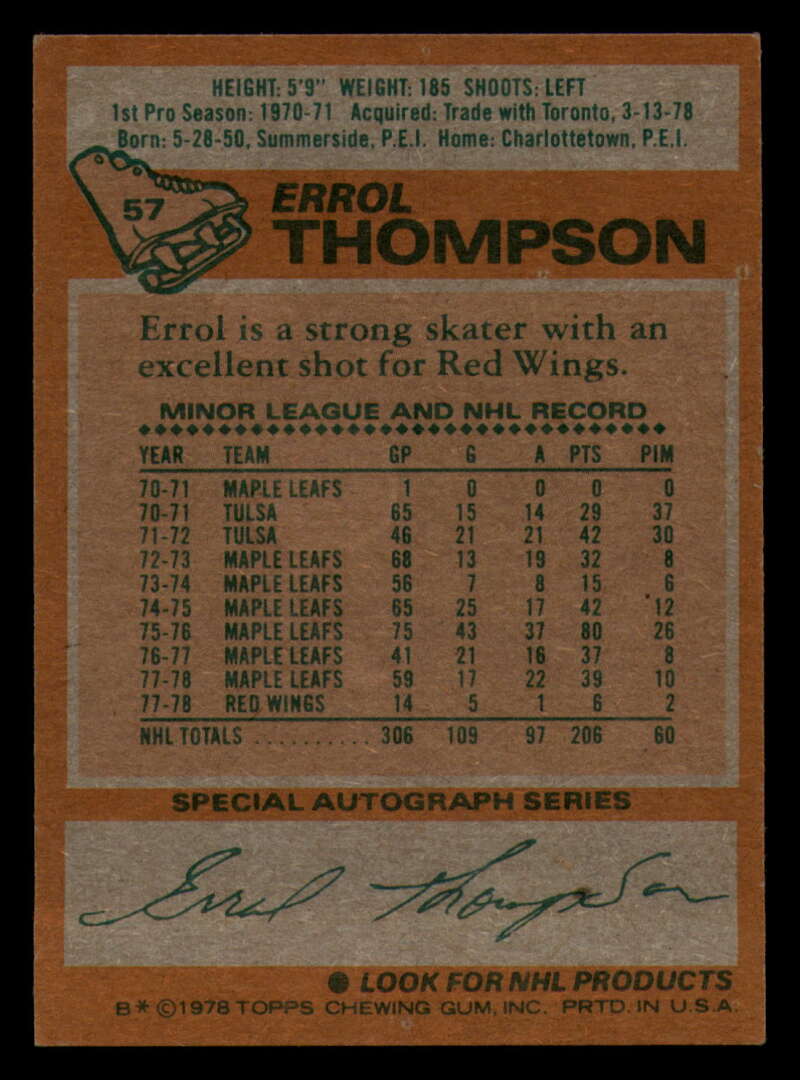 HEIGHT: 5'9" WEIGHT: 185 SHOOTS: LEFT
1st Pro Season: 1970-71 Acquired: Trade with Toronto, 3-13-78
Born: 5-28-50, Summerside, P.E.I. Home: Charlottetown, P.E.I.
57
ERROL
THOMPSON
Errol is a strong skater with an
excellent shot for Red Wings.
MINOR LEAGUE AND NHL RECORD
YEAR TEAM GP G A PTS PIM
70-71 MAPLE LEAFS 1 0 0 0 0
70-71 TULSA 65 15 14 29 37
71-72 TULSA 46 21 21 42 30
72-73 MAPLE LEAFS 68 13 19 32 8
73-74 MAPLE LEAFS 56 7 8 15 6
74-75 MAPLE LEAFS 65 25 17 42 12
75-76 MAPLE LEAFS 75 43 37 80 26
76-77 MAPLE LEAFS 41 21 16 37 8
77-78 MAPLE LEAFS 59 17 22 39 10
77-78 RED WINGS 14 5 1 6 2
NHL TOTALS .......... 306 109 97 206 60
SPECIAL AUTOGRAPH SERIES
Errol Thompson
● LOOK FOR NHL PRODUCTS
B* ©1978 TOPPS CHEWING GUM, INC. PRTD. IN U.S.A.